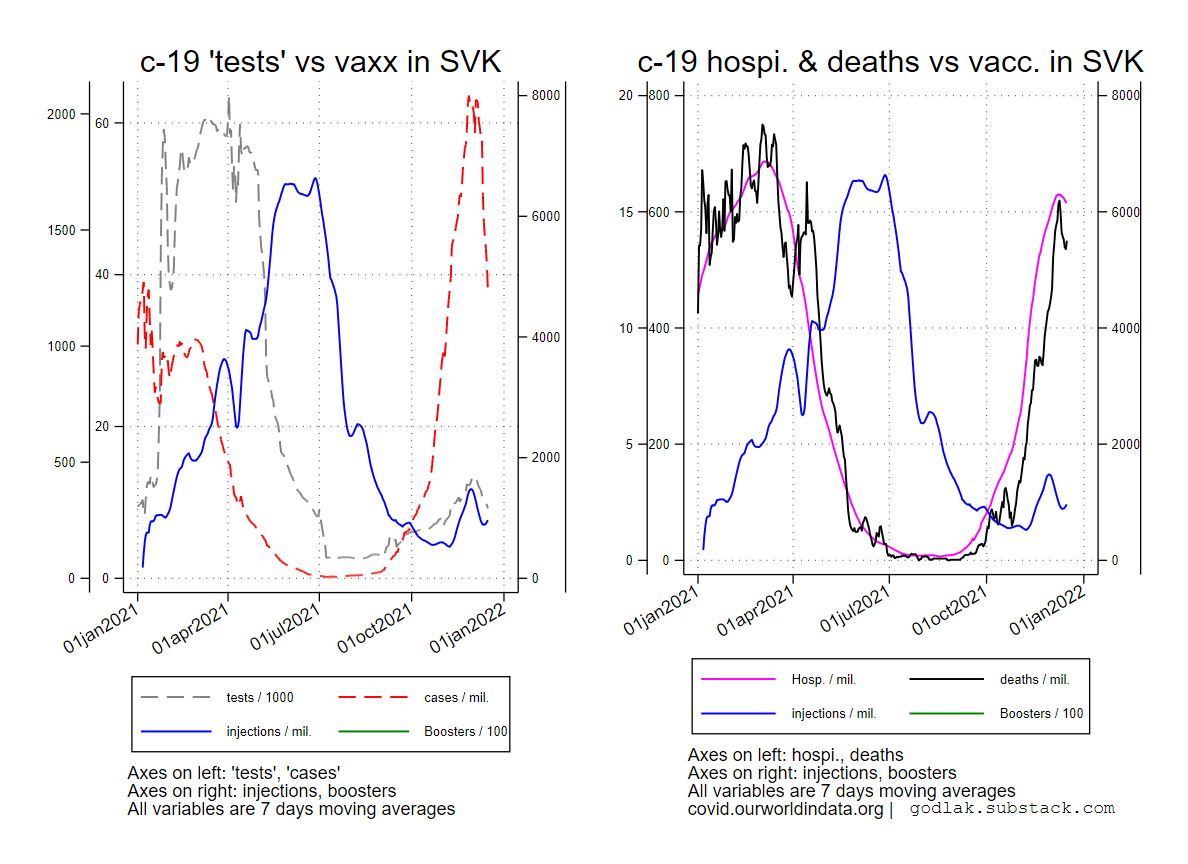 c-19 'tests' vs vaxx in SVK
2000
1500
1000
500
0
60
40
20
0
8000
6000
4000
2000
0
01jan2021
01apr2021
01jul2021
01oct2021
01jan2022
tests / 1000
cases / mil.
injections / mil.
Boosters / 100
Axes on left: 'tests', 'cases'
Axes on right: injections, boosters
All variables are 7 days moving averages
c-19 hospi. & deaths vs vacc. in SVK
20
15
10
5
0
800
600
400
200
0
8000
6000
4000
2000
0
01jan2021
01apr2021
01jul2021
01oct2021
01jan2022
Hosp. / mil.
deaths / mil.
injections / mil.
Boosters / 100
Axes on left: hospi., deaths
Axes on right: injections, boosters
All variables are 7 days moving averages
covid.ourworldindata.org | godlak.substack.com